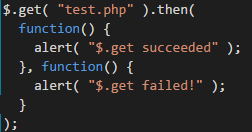 $.get( "test.php" ).then(
  function() {
    alert( "$.get succeeded" );
  }, function() {
    alert( "$.get failed!" );
  }
);